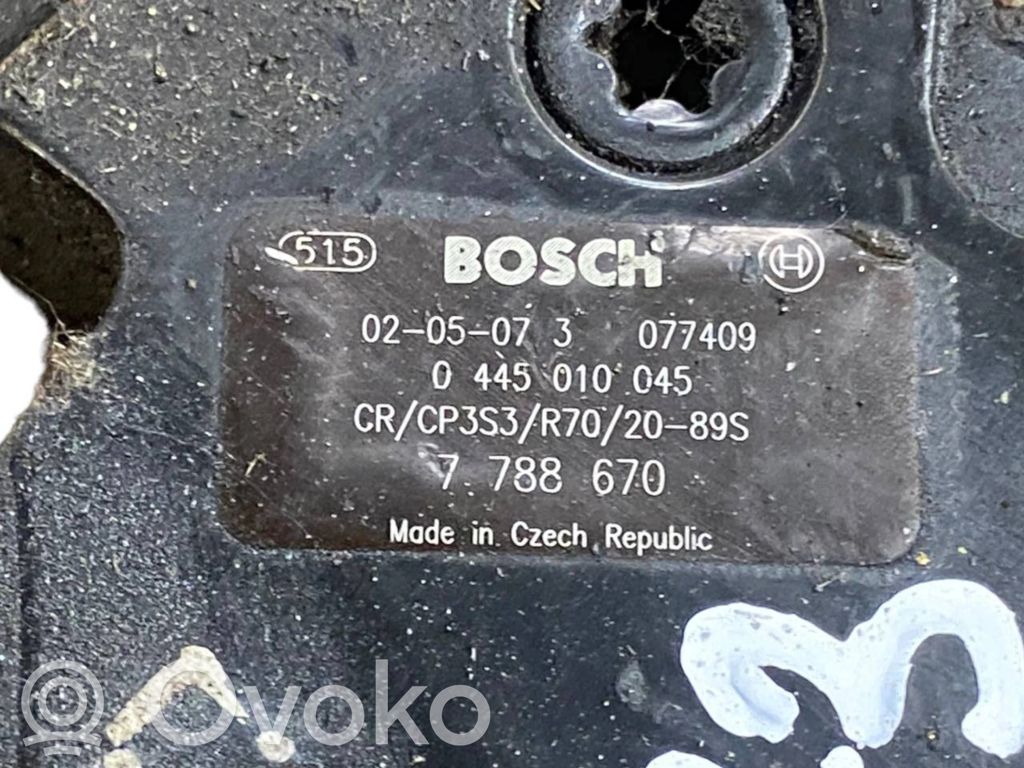 515 BOSCH H
02-05-07 3 077409
0 445 010 045
CR/CP3S3/R70/20-89S
7 788 670
Made in Czech Republic
Ovoko